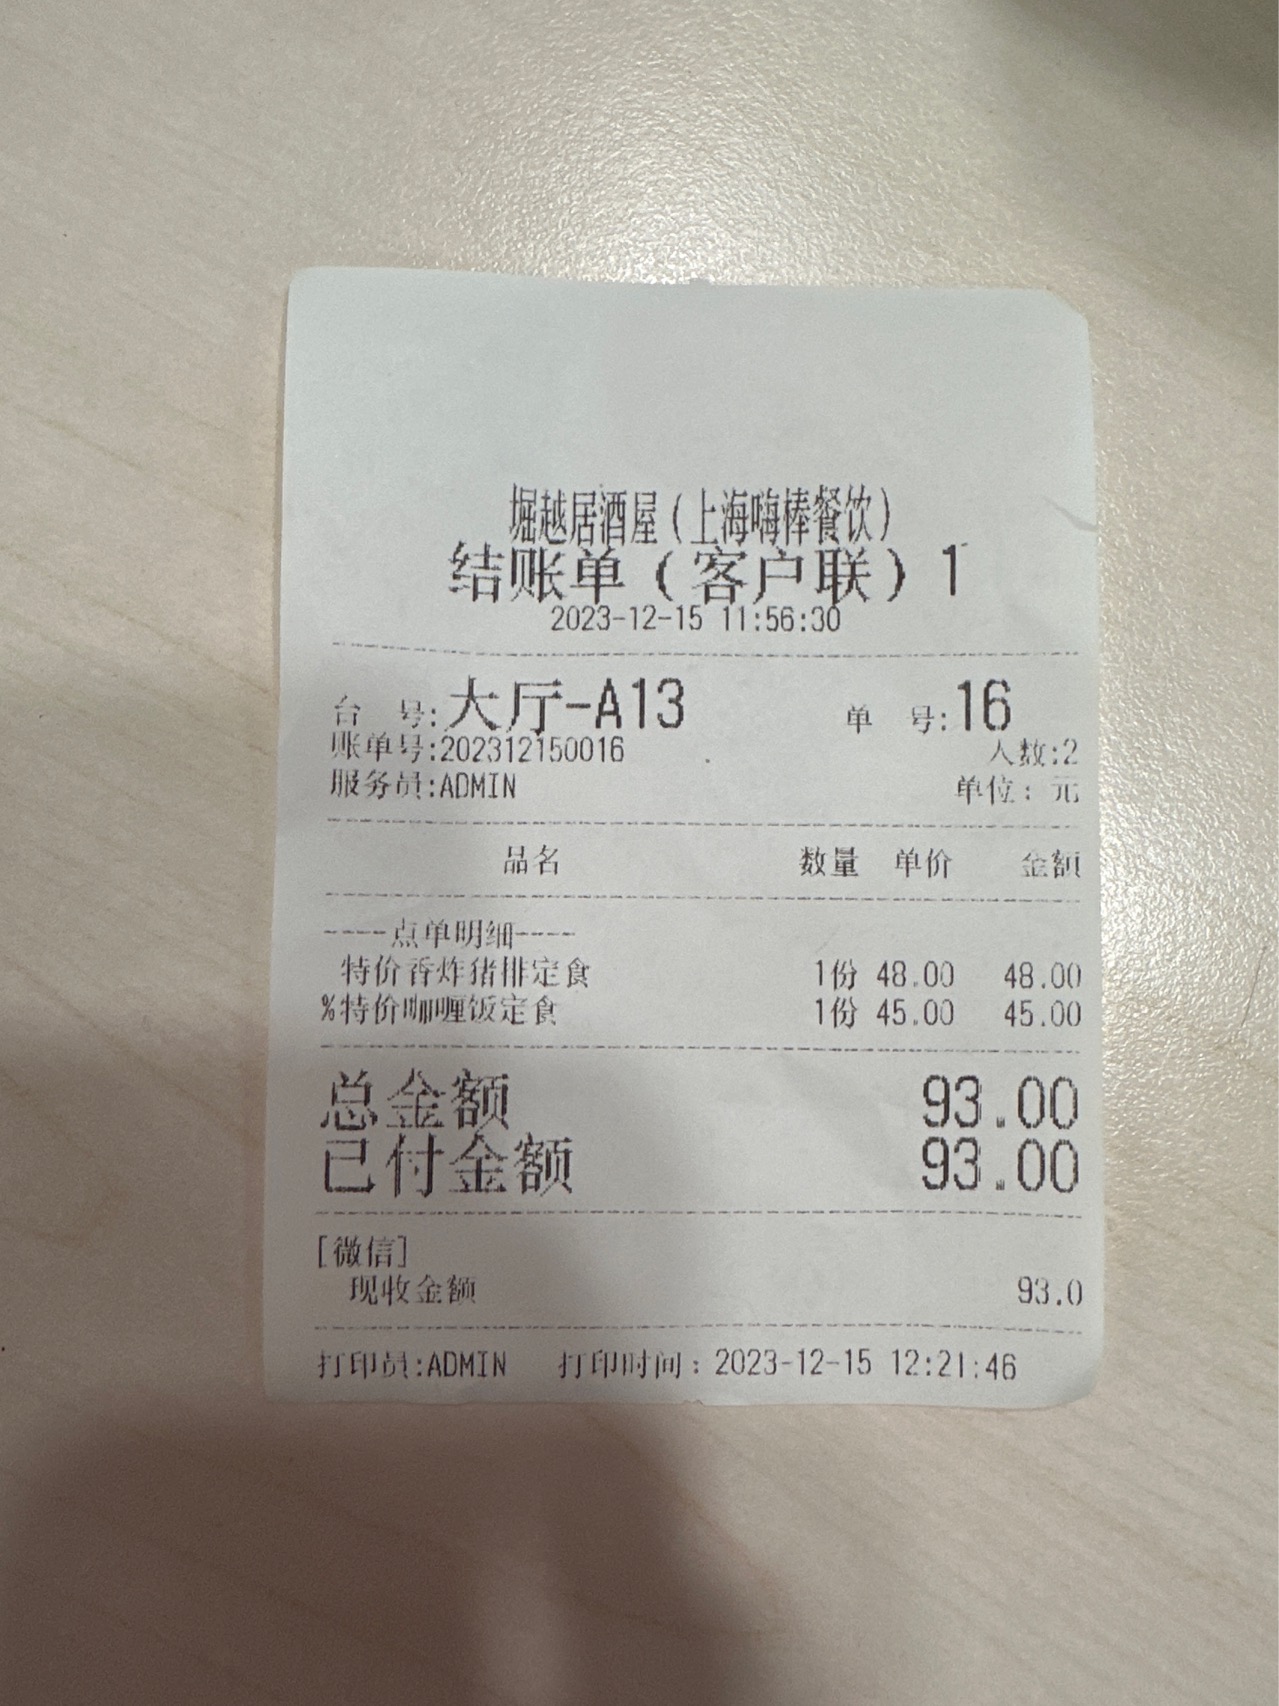 堀越居酒屋(上海嗨棒餐饮)
结账单(客户联)1
2023-12-15 11:56:30
台 号:大厅-A13 单 号:16
账单号:202312150016 人数:2
服务员:ADMIN 单位: 元
品名 数量 单价 金额
----点单明细----
特价香炸猪排定食 1份 48.00 48.00
%特价咖喱饭定食 1份 45.00 45.00
总金额 93.00
已付金额 93.00
[微信]
现收金额 93.0
打印员:ADMIN 打印时间: 2023-12-15 12:21:46